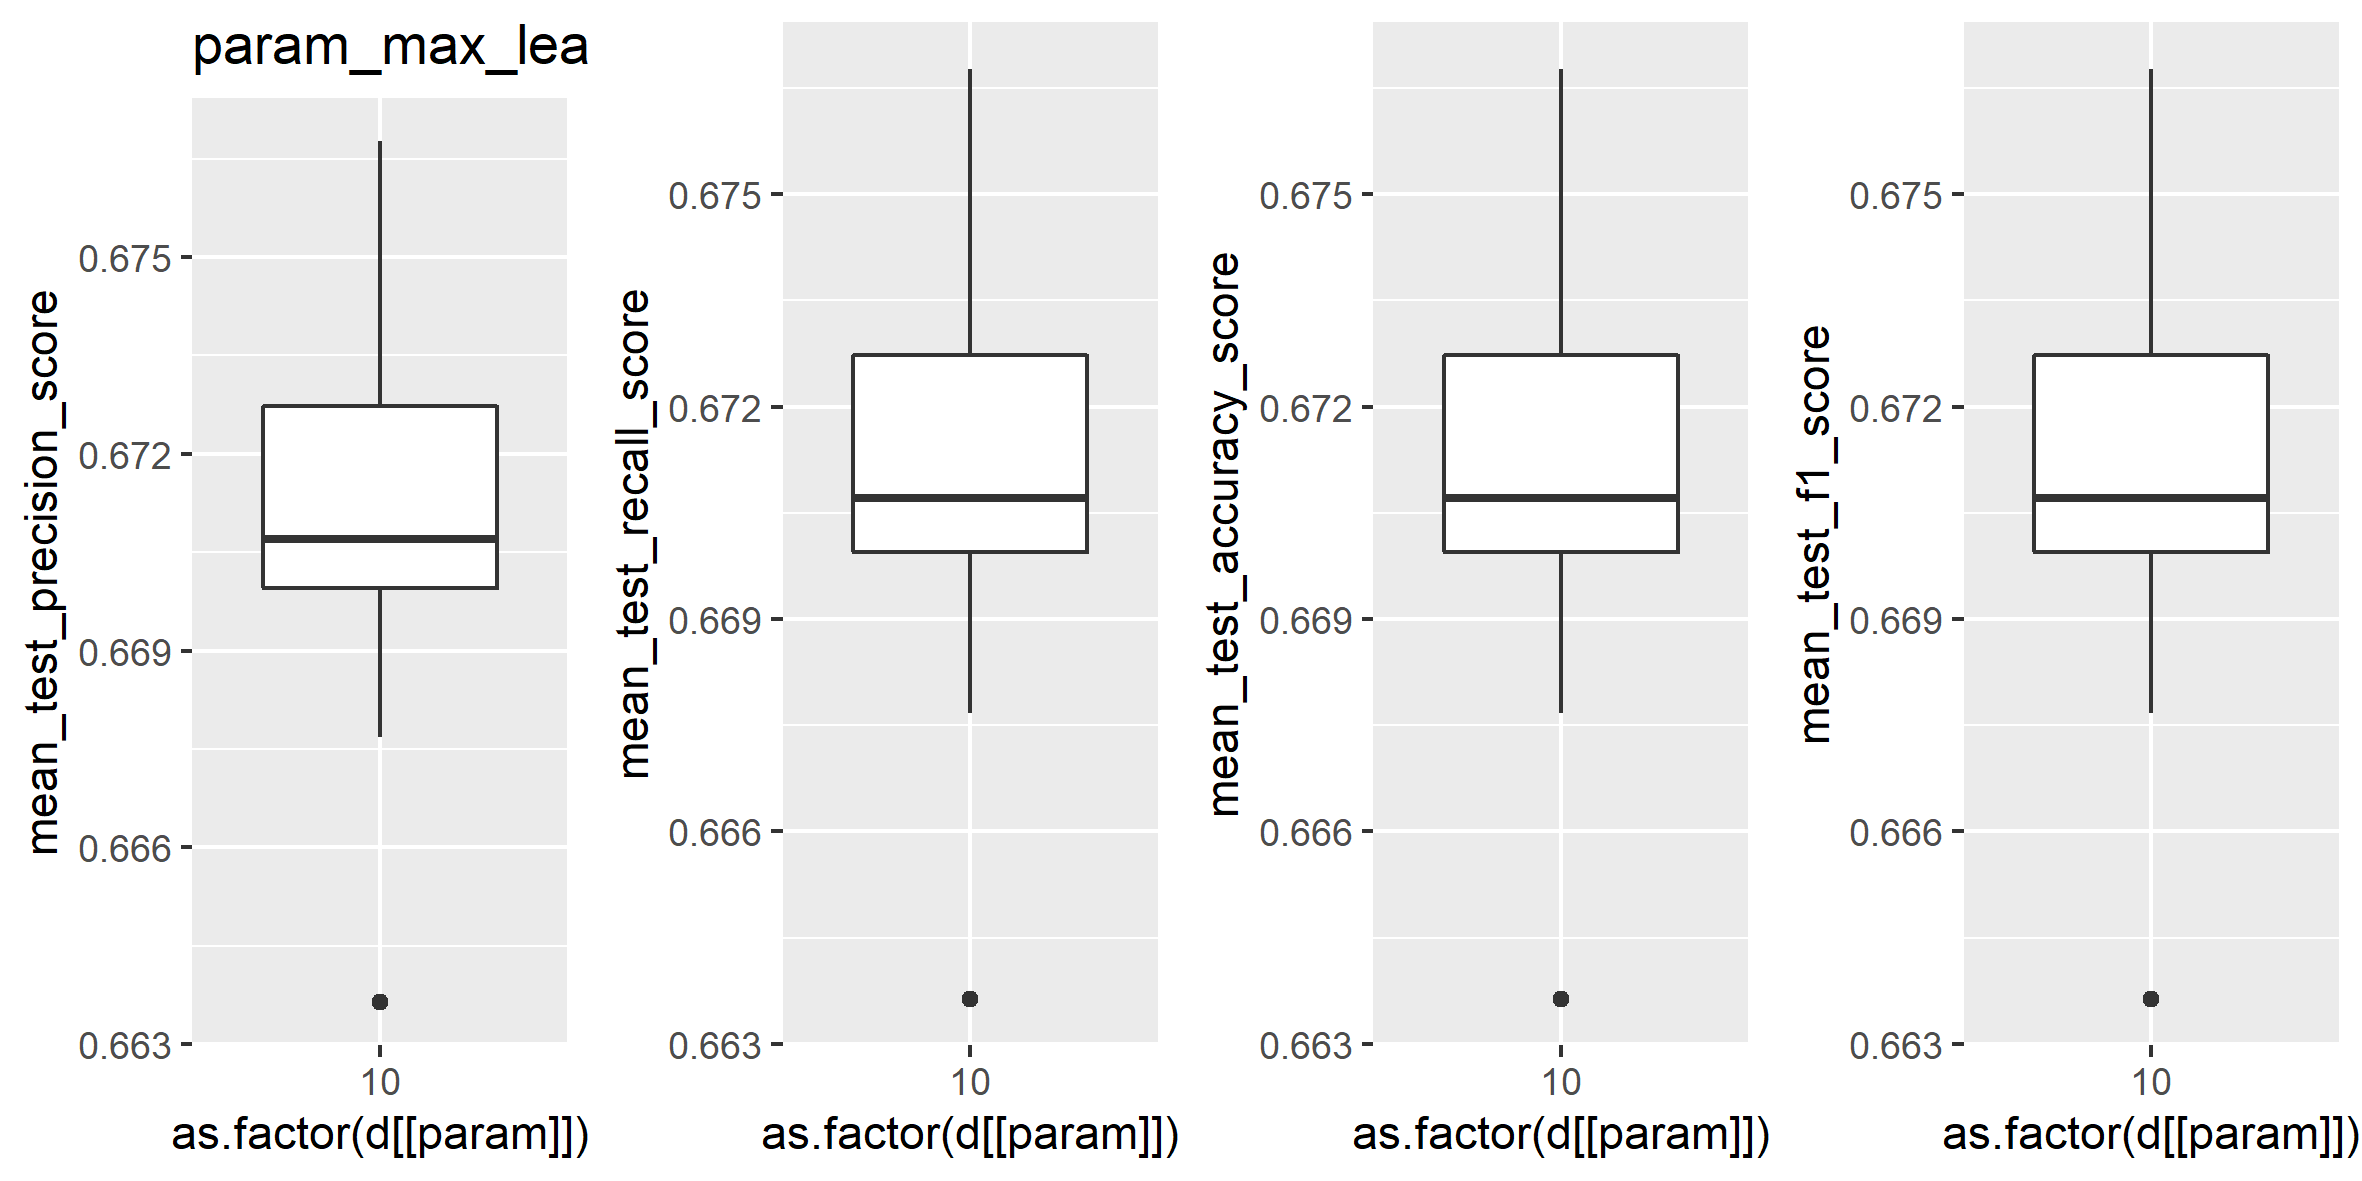 param_max_lea
mean_test_precision_score
0.675
0.672
0.669
0.666
0.663
10
as.factor(d[[param]])
mean_test_recall_score
0.675
0.672
0.669
0.666
0.663
10
as.factor(d[[param]])
mean_test_accuracy_score
0.675
0.672
0.669
0.666
0.663
10
as.factor(d[[param]])
mean_test_f1_score
0.675
0.672
0.669
0.666
0.663
10
as.factor(d[[param]])